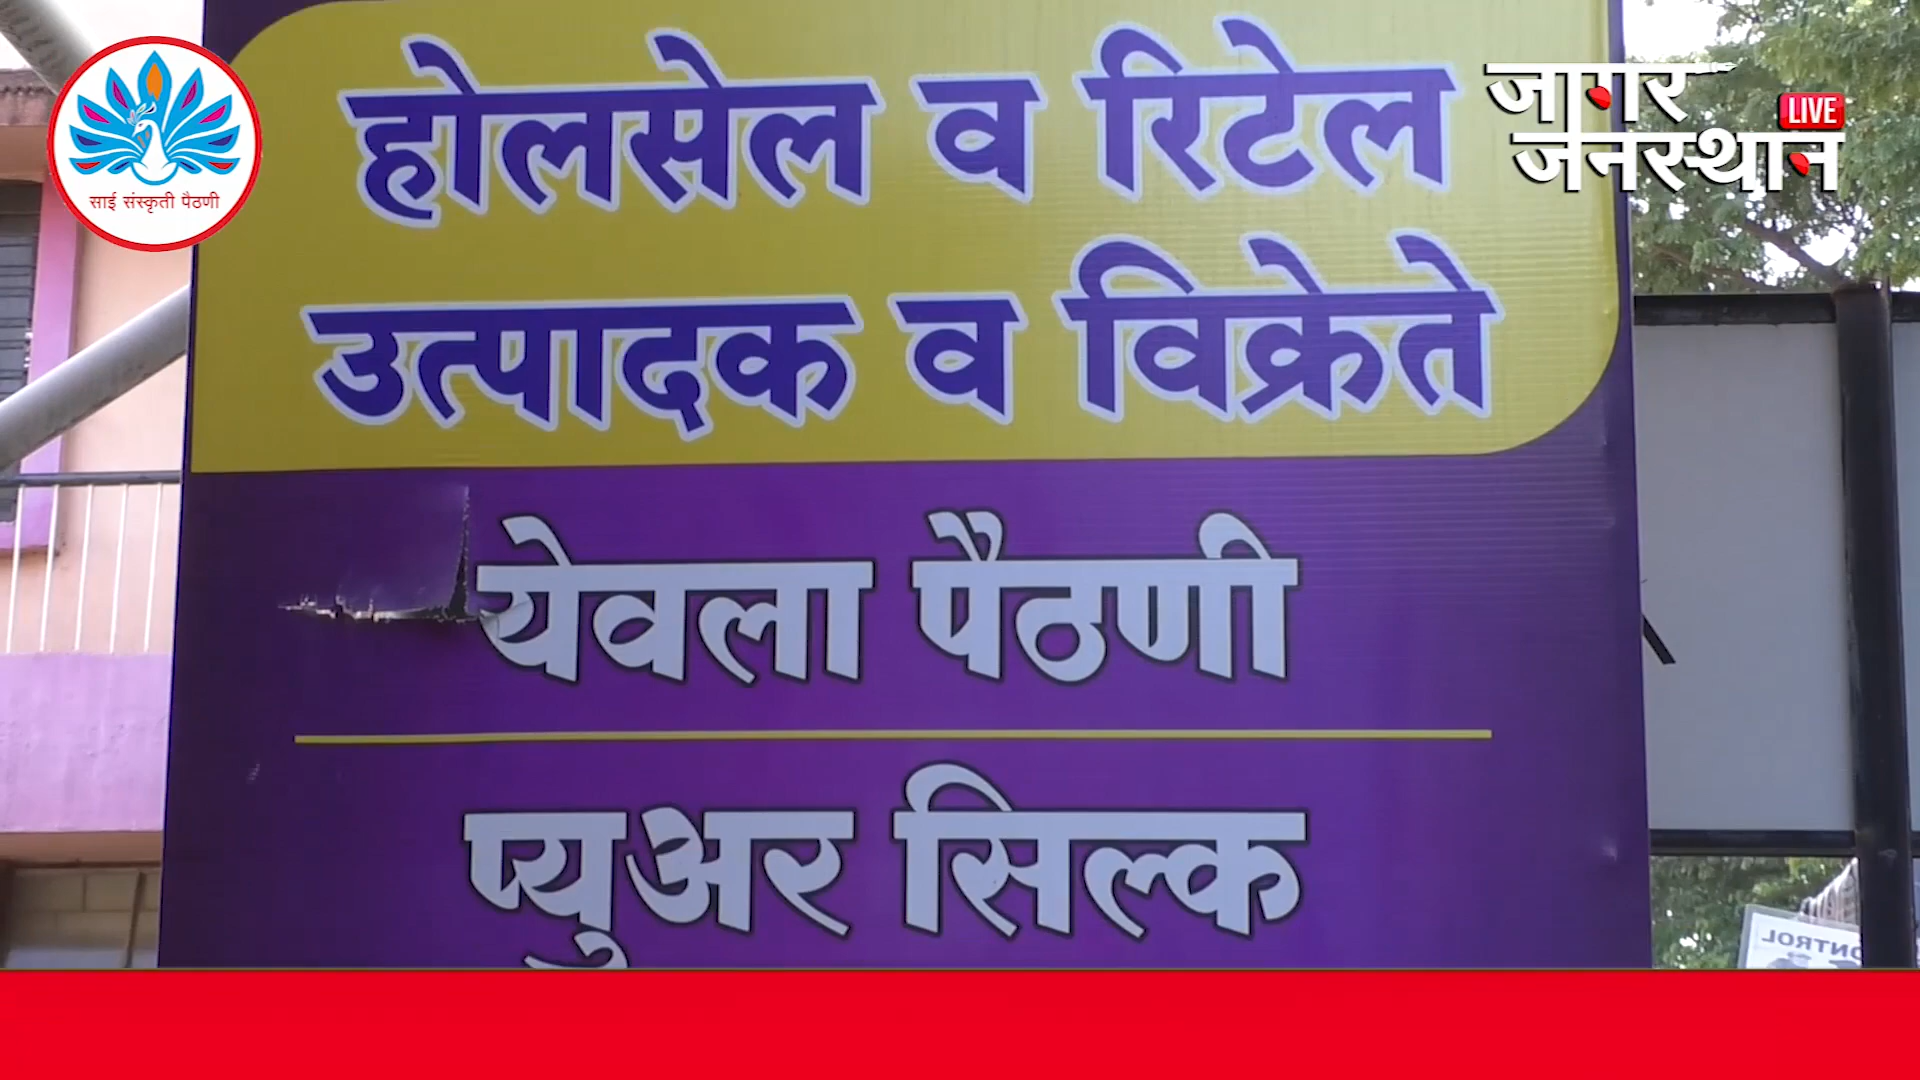 साई संस्कृती पैठणी
जागर
जनस्थान
LIVE
होलसेल व रिटेल
उत्पादक व विक्रेते
येवला पैठणी
प्युअर सिल्क